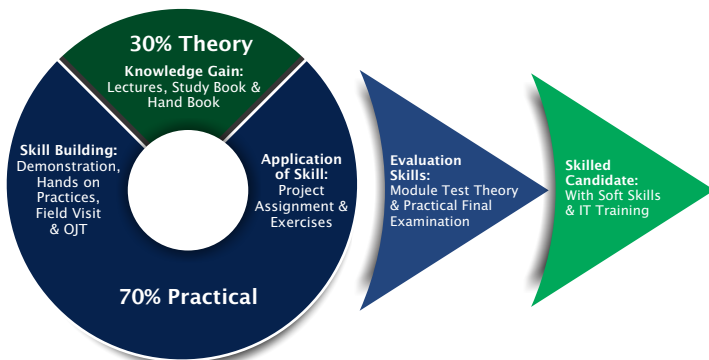 30% Theory
Knowledge Gain:
Lectures, Study Book &
Hand Book
Skill Building:
Demonstration,
Hands on
Practices,
Field Visit
& OJT
Application
of Skill:
Project
Assignment &
Exercises
70% Practical
Evaluation
Skills:
Module Test Theory
& Practical Final
Examination
Skilled
Candidate:
With Soft Skills
& IT Training